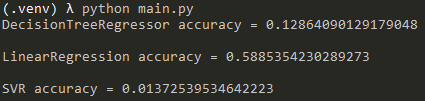 (.venv) λ python main.py
DecisionTreeRegressor accuracy = 0.12864090129179048
LinearRegression accuracy = 0.5885354230289273
SVR accuracy = 0.01372539534642223